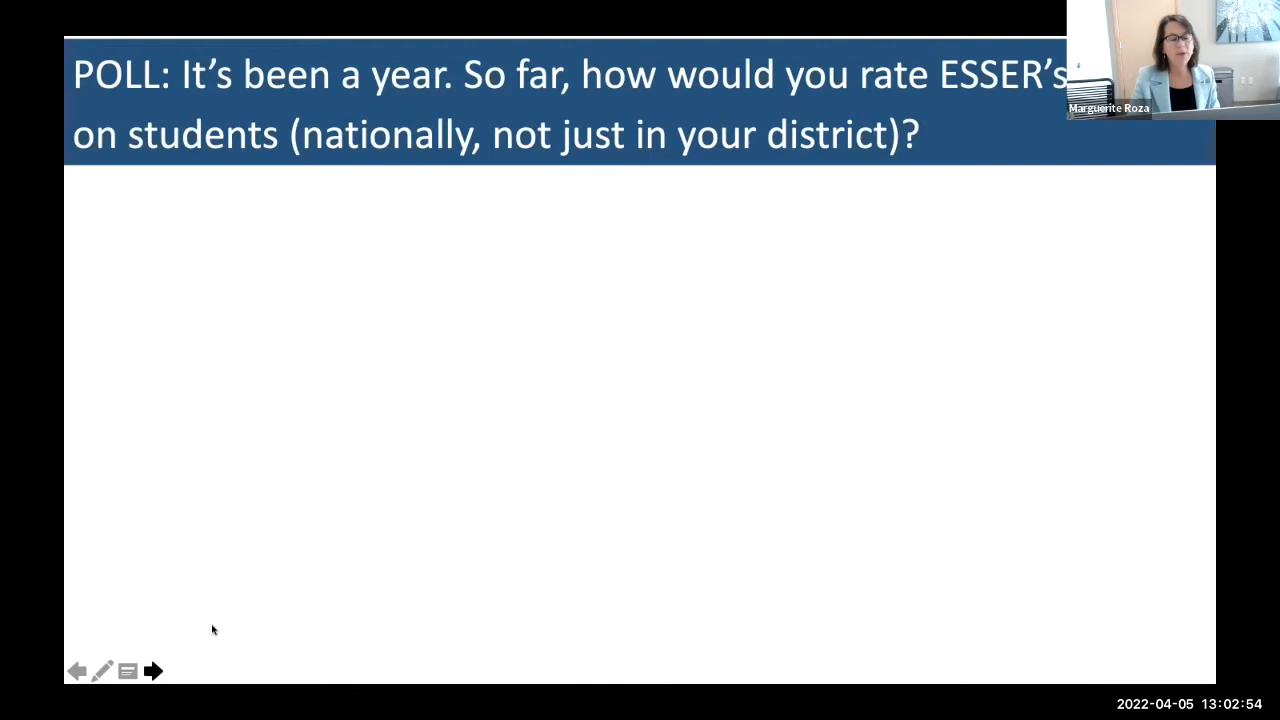 POLL: It’s been a year. So far, how would you rate ESSER’s
on students (nationally, not just in your district)?
Marguerite Roza
2022-04-05 13:02:54